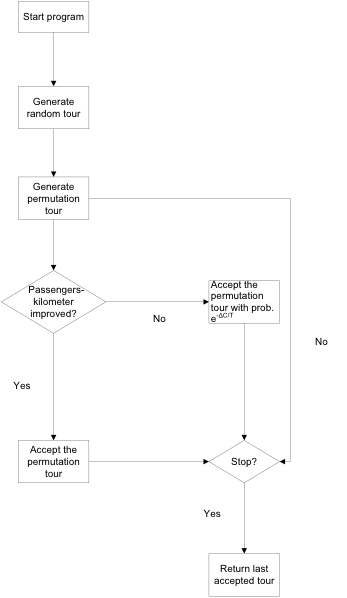 Start program
Generate
random tour
Generate
permutation
tour
Passengers-
kilometer
improved?
Accept the
permutation
tour with prob.
e^-ΔC/T
No
No
Yes
Accept the
permutation
tour
Stop?
Yes
Return last
accepted tour